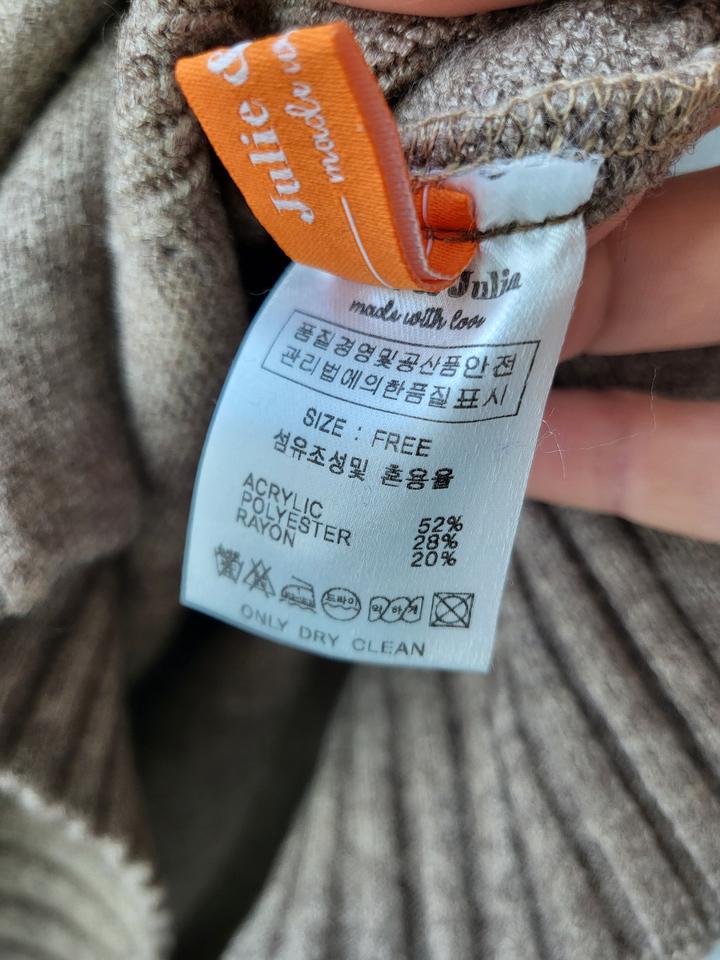 Julie &
made
Julia
made with love
품질경영및공산품안전
관리법에의한품질표시
SIZE : FREE
섬유조성및 혼용율
ACRYLIC 52%
POLYESTER 28%
RAYON 20%
드라이
약하게
ONLY DRY CLEAN